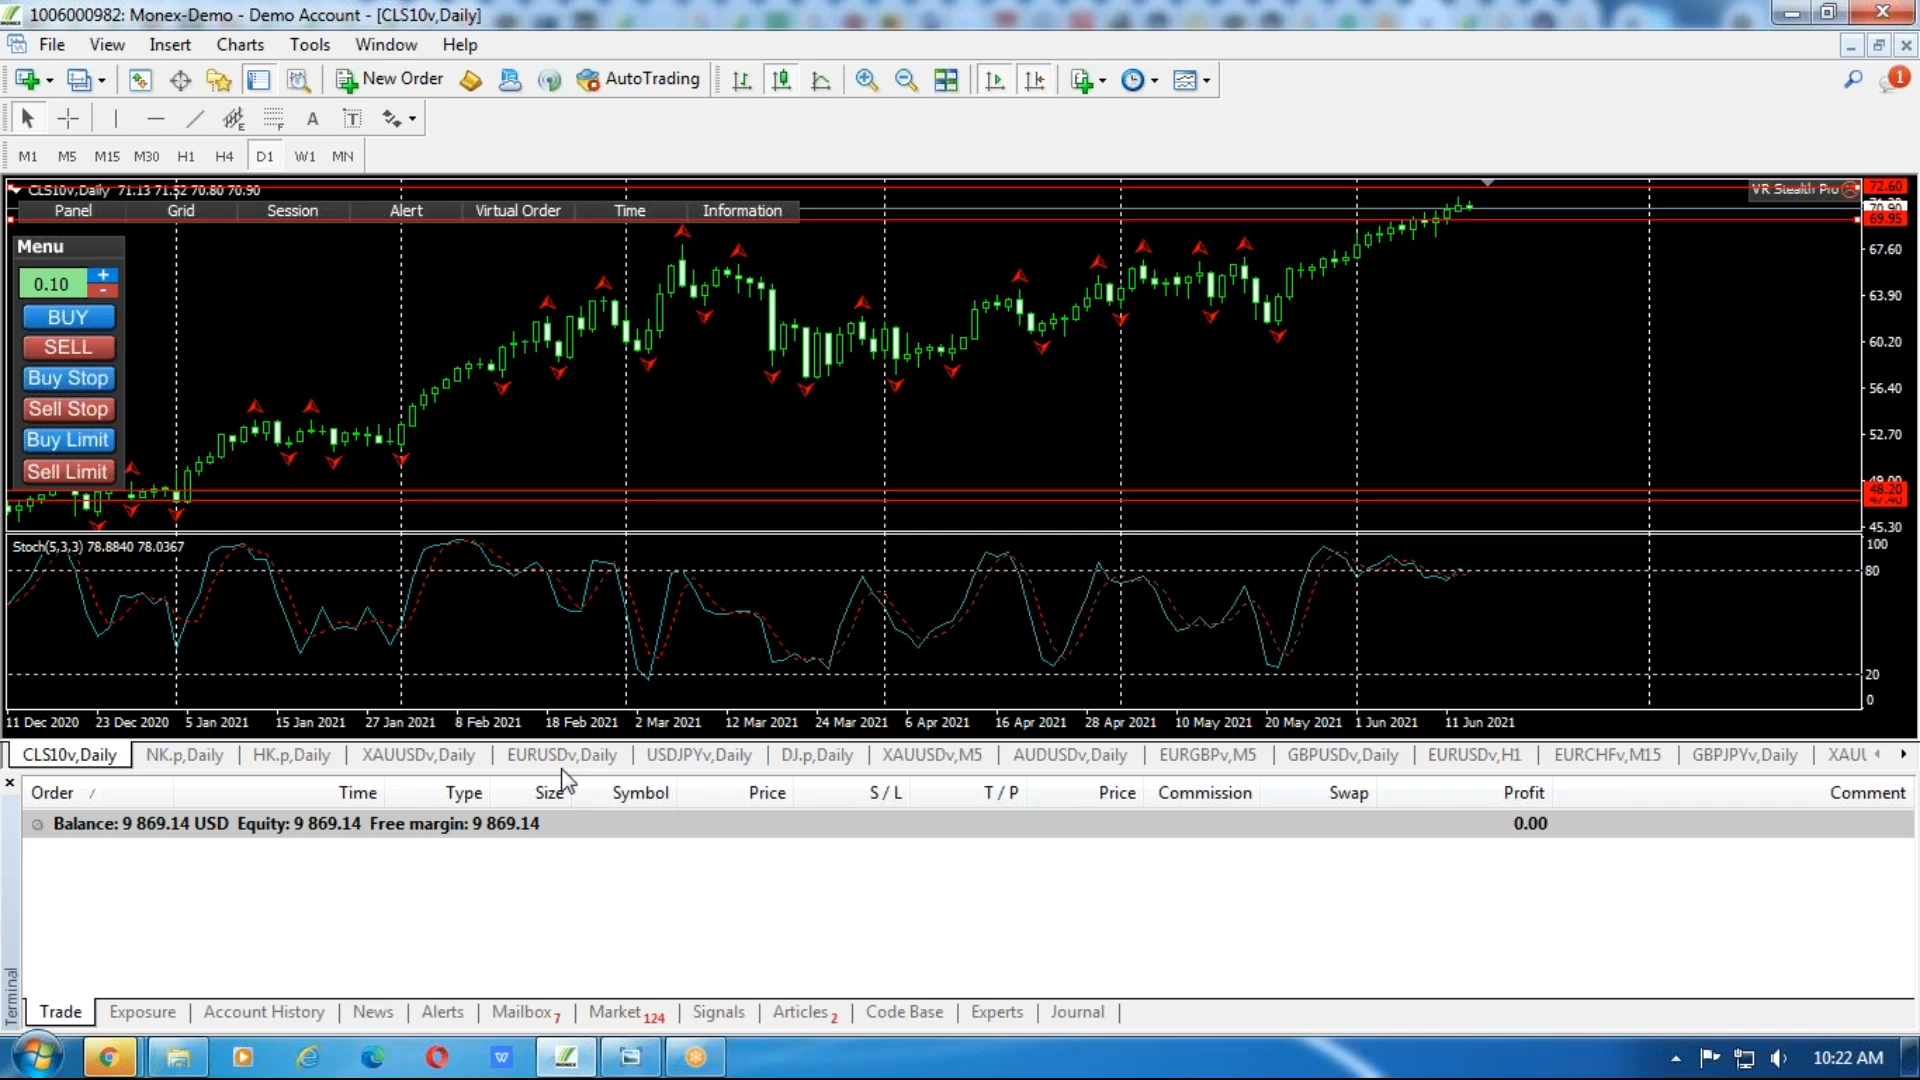 1006000982: Monex-Demo - Demo Account - [CLS10v,Daily]
File View Insert Charts Tools Window Help
New Order AutoTrading 1
E F A T
M1 M5 M15 M30 H1 H4 D1 W1 MN
CLS10v,Daily 71.13 71.52 70.80 70.90
VR Stealth Pro
72.60
Panel Grid Session Alert Virtual Order Time Information
70.90
69.95
Menu
67.60
0.10 + -
63.90
BUY
SELL
60.20
Buy Stop
56.40
Sell Stop
Buy Limit
52.70
Sell Limit
49.00
48.20
47.40
45.30
Stoch(5,3,3) 78.8840 78.0367
100
80
20
0
11 Dec 2020 23 Dec 2020 5 Jan 2021 15 Jan 2021 27 Jan 2021 8 Feb 2021 18 Feb 2021 2 Mar 2021 12 Mar 2021 24 Mar 2021 6 Apr 2021 16 Apr 2021 28 Apr 2021 10 May 2021 20 May 2021 1 Jun 2021 11 Jun 2021
CLS10v,Daily NK.p,Daily HK.p,Daily XAUUSDv,Daily EURUSDv,Daily USDJPYv,Daily DJ.p,Daily XAUUSDv,M5 AUDUSDv,Daily EURGBPv,M5 GBPUSDv,Daily EURUSDv,H1 EURCHFv,M15 GBPJPYv,Daily XAUU
Order / Time Type Size Symbol Price S / L T / P Price Commission Swap Profit Comment
Balance: 9 869.14 USD Equity: 9 869.14 Free margin: 9 869.14 0.00
Terminal
Trade Exposure Account History News Alerts Mailbox 7 Market 124 Signals Articles 2 Code Base Experts Journal
10:22 AM